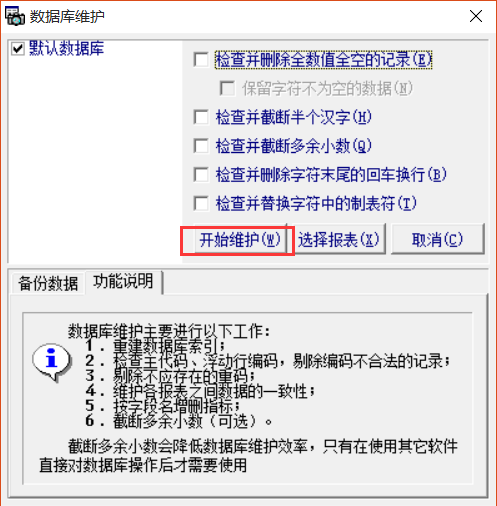 数据库维护
默认数据库
检查并删除全数值全空的记录(E)
保留字符不为空的数据(N)
检查并截断半个汉字(H)
检查并截断多余小数(Q)
检查并删除字符末尾的回车换行(B)
检查并替换字符中的制表符(T)
开始维护(W) 选择报表(X) 取消(C)
备份数据 功能说明
数据库维护主要进行以下工作:
1．重建数据库索引;
2．检查主代码、浮动行编码，剔除编码不合法的记录;
3．剔除不应存在的重码;
4．维护各报表之间数据的一致性;
5．按字段名增删指标;
6．截断多余小数（可选）。
截断多余小数会降低数据库维护效率，只有在使用其它软件
直接对数据库操作后才需要使用